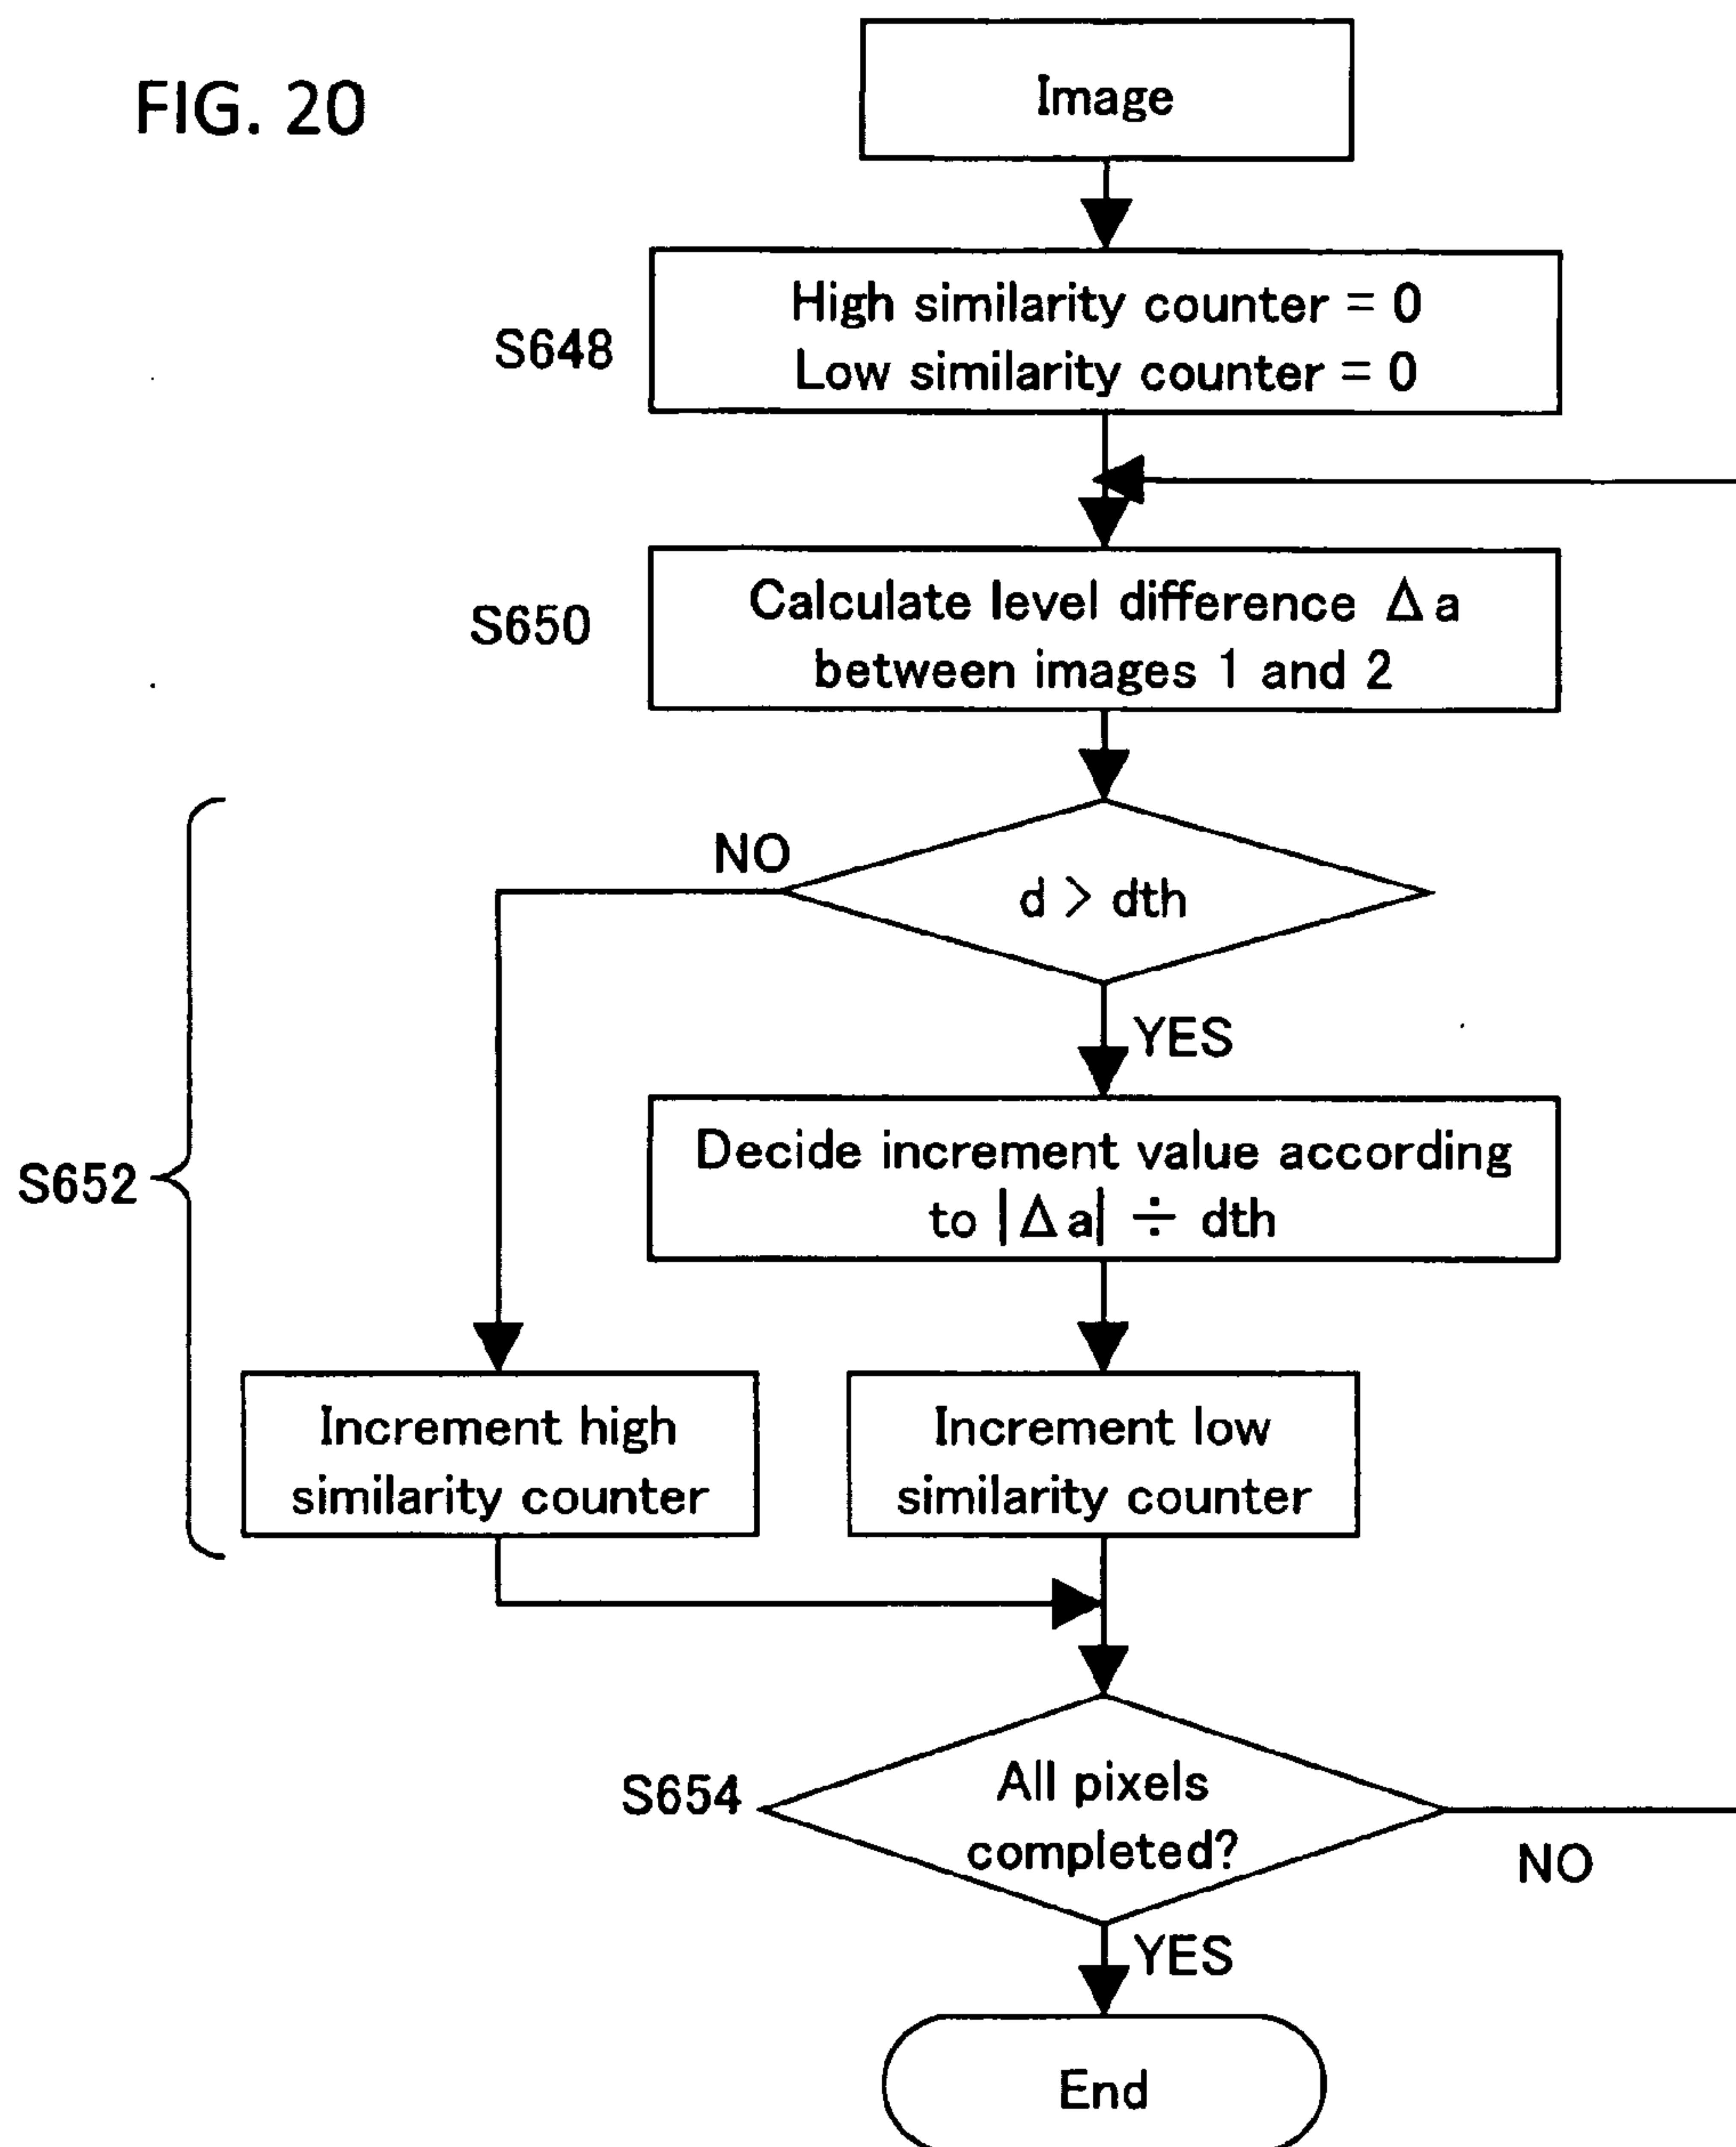 FIG. 20
Image
S648
High similarity counter = 0
Low similarity counter = 0
S650
Calculate level difference Δa
between images 1 and 2
S652
NO
d > dth
YES
Decide increment value according
to |Δa| ÷ dth
Increment high
similarity counter
Increment low
similarity counter
S654
All pixels
completed?
NO
YES
End